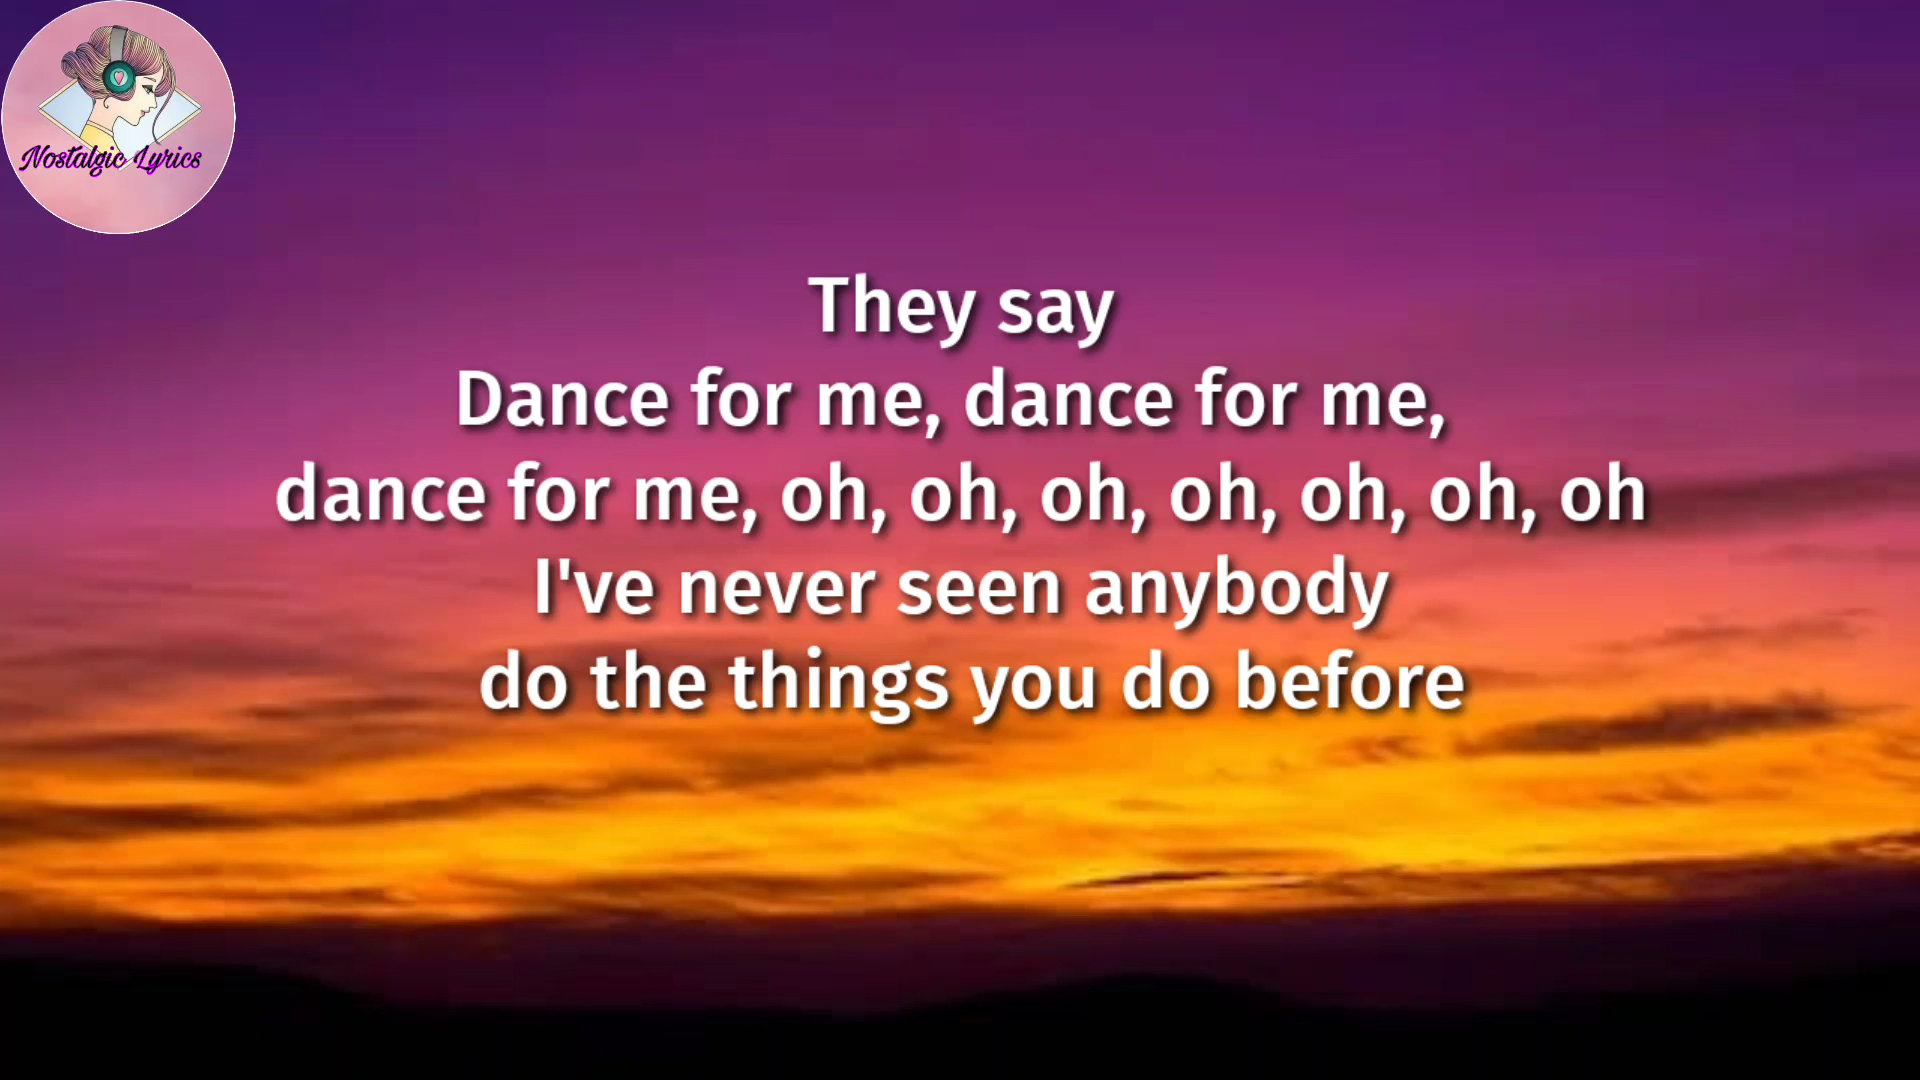 Nostalgic Lyrics
They say
Dance for me, dance for me,
dance for me, oh, oh, oh, oh, oh, oh, oh
I've never seen anybody
do the things you do before